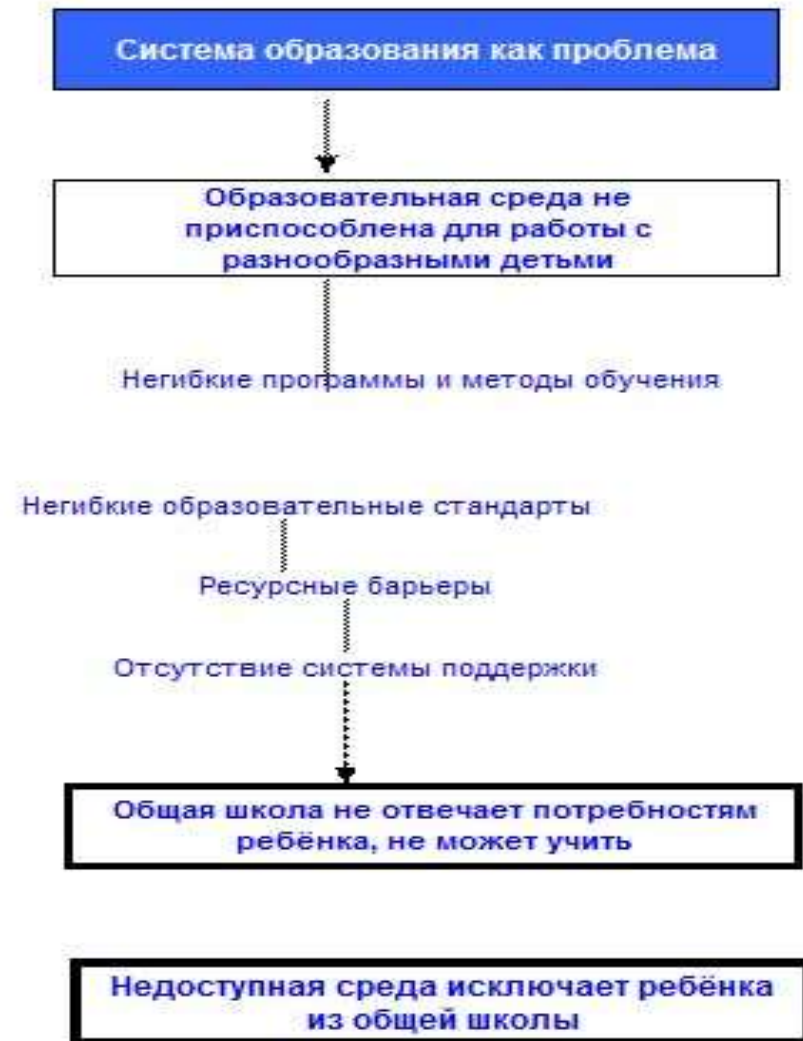 Система образования как проблема
Образовательная среда не
приспособлена для работы с
разнообразными детьми
Негибкие программы и методы обучения
Негибкие образовательные стандарты
Ресурсные барьеры
Отсутствие системы поддержки
Общая школа не отвечает потребностям
ребёнка, не может учить
Недоступная среда исключает ребёнка
из общей школы